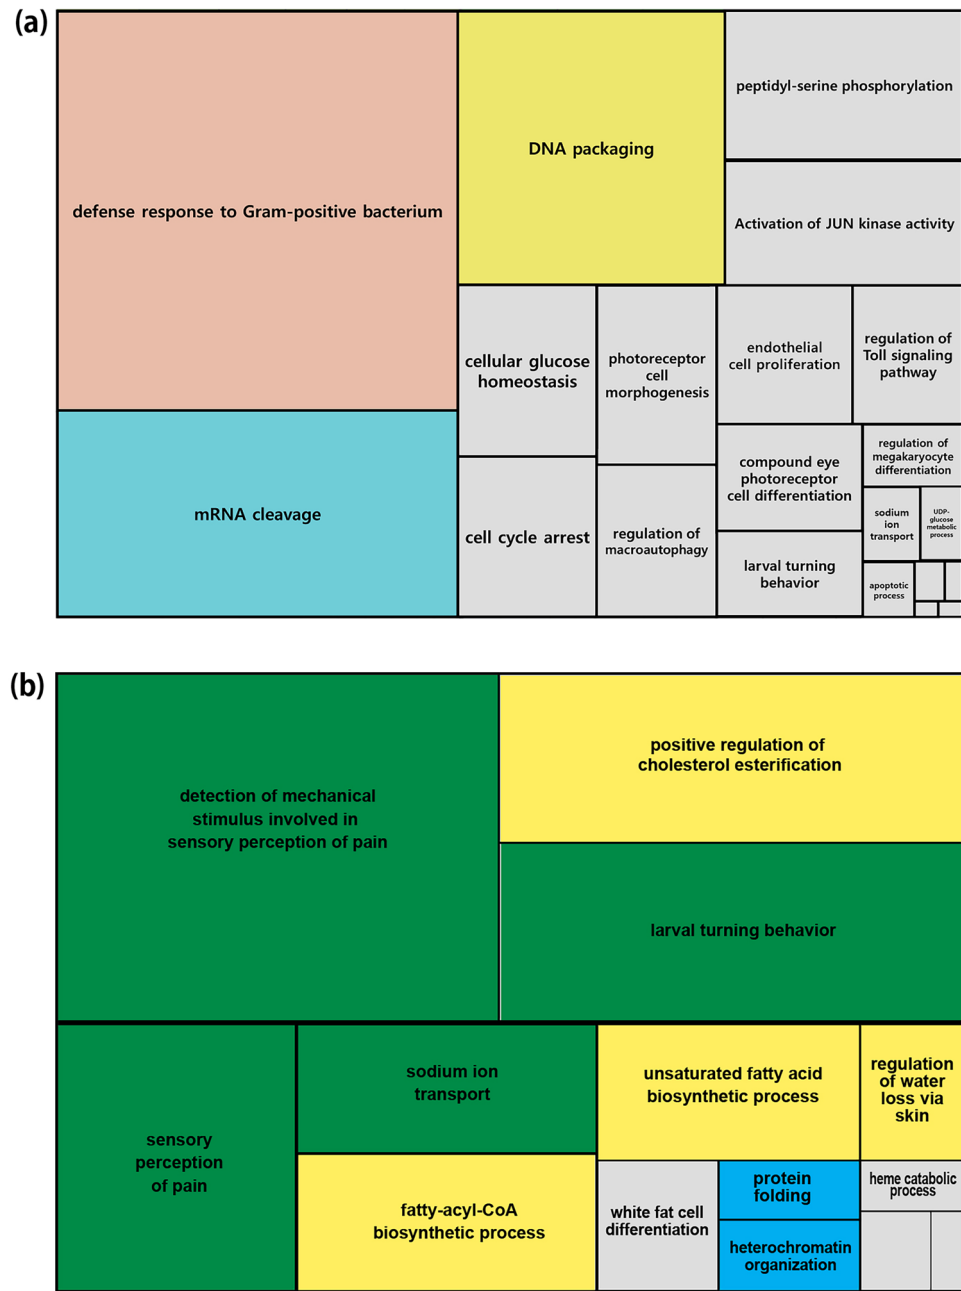 (a)
defense response to Gram-positive bacterium
DNA packaging
peptidyl-serine phosphorylation
Activation of JUN kinase activity
mRNA cleavage
cellular glucose
homeostasis
photoreceptor
cell
morphogenesis
endothelial
cell proliferation
regulation of
Toll signaling
pathway
cell cycle arrest
regulation of
macroautophagy
compound eye
photoreceptor
cell differentiation
regulation of
megakaryocyte
differentiation
sodium
ion
transport
UDP-
glucose
metabolic
process
larval turning
behavior
apoptotic
process
(b)
detection of mechanical
stimulus involved in
sensory perception of pain
positive regulation of
cholesterol esterification
larval turning behavior
sensory
perception
of pain
sodium ion
transport
fatty-acyl-CoA
biosynthetic process
unsaturated fatty acid
biosynthetic process
regulation
of water
loss via
skin
white fat cell
differentiation
protein
folding
heterochromatin
organization
heme catabolic
process